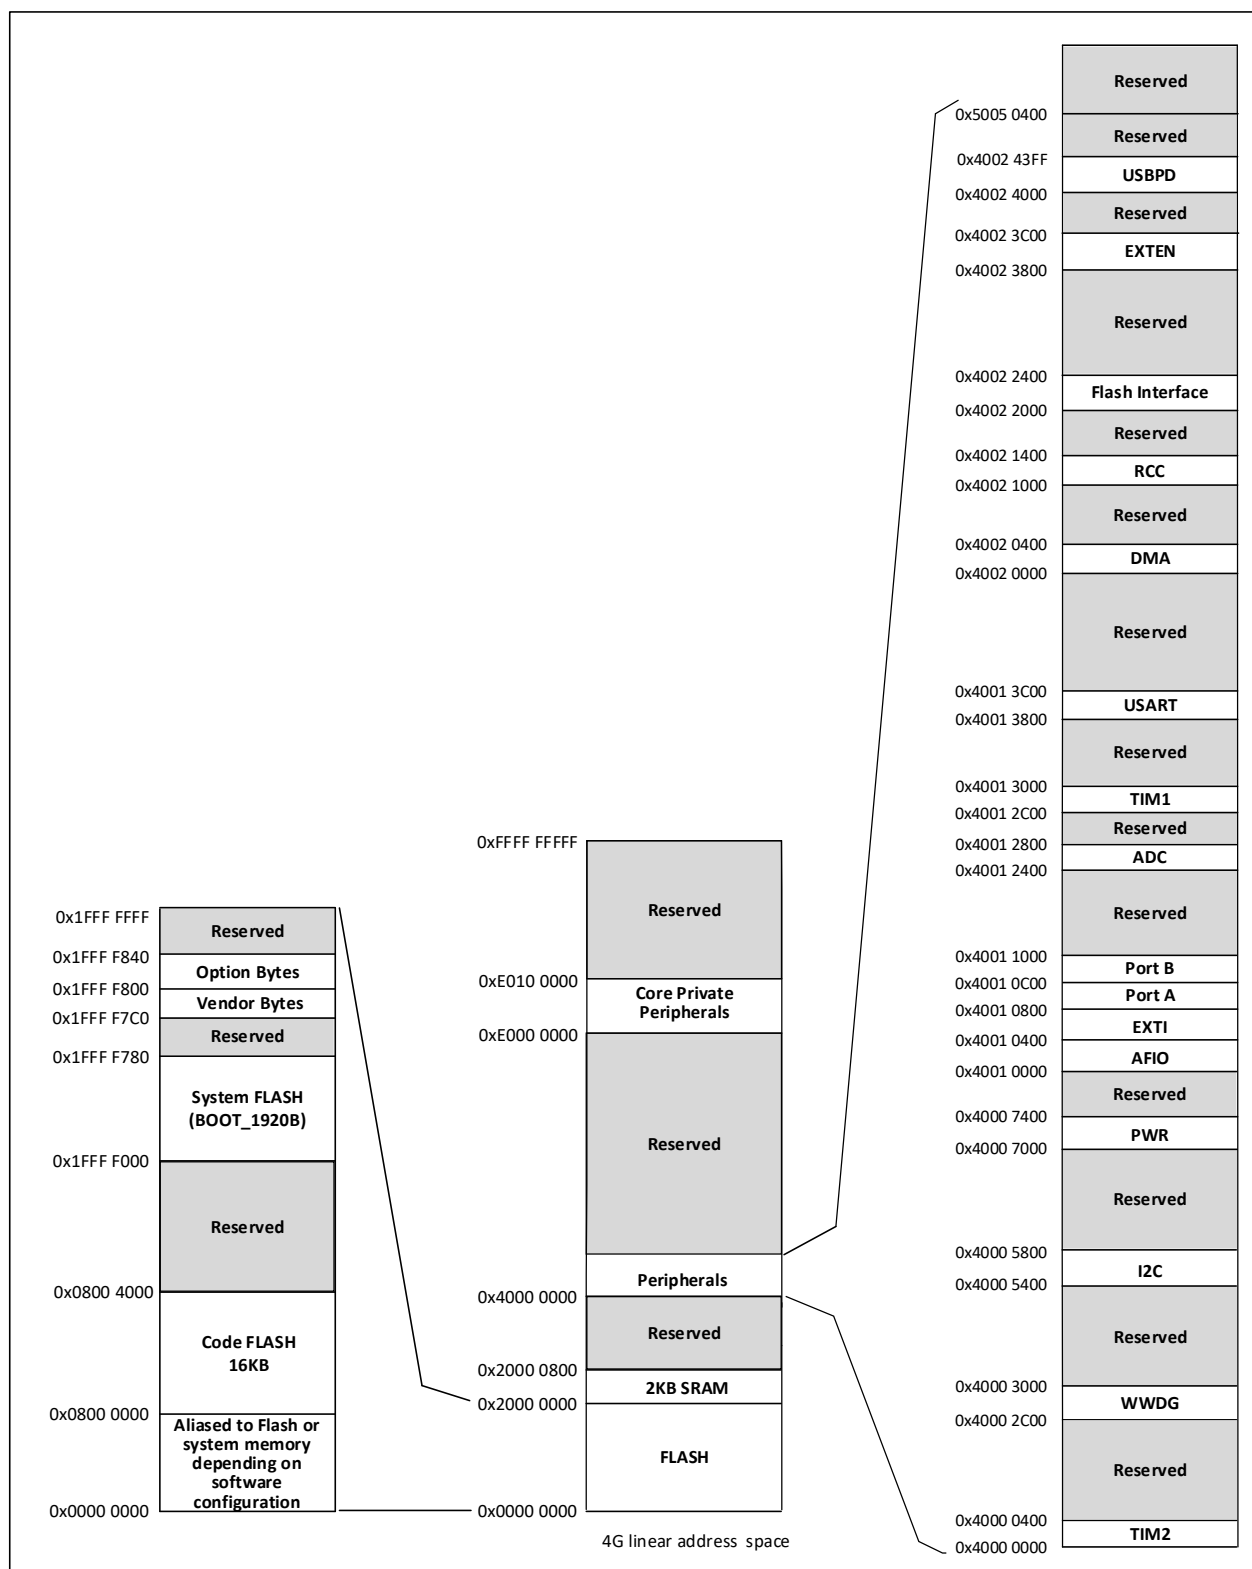 Reserved
0x5005 0400
Reserved
0x4002 43FF
USBPD
0x4002 4000
Reserved
0x4002 3C00
EXTEN
0x4002 3800
Reserved
0x4002 2400
Flash Interface
0x4002 2000
Reserved
0x4002 1400
RCC
0x4002 1000
Reserved
0x4002 0400
DMA
0x4002 0000
Reserved
0x4001 3C00
USART
0x4001 3800
Reserved
0x4001 3000
TIM1
0x4001 2C00
Reserved
0x4001 2800
ADC
0x4001 2400
Reserved
0x4001 1000
Port B
0x4001 0C00
Port A
0x4001 0800
EXTI
0x4001 0400
AFIO
0x4001 0000
Reserved
0x4000 7400
PWR
0x4000 7000
Reserved
0x4000 5800
I2C
0x4000 5400
Reserved
0x4000 3000
WWDG
0x4000 2C00
Reserved
0x4000 0400
TIM2
0x4000 0000
0xFFFF FFFFF
Reserved
0xE010 0000
Core Private
Peripherals
0xE000 0000
Reserved
Peripherals
0x4000 0000
Reserved
0x2000 0800
2KB SRAM
0x2000 0000
FLASH
0x0000 0000
4G linear address space
0x1FFF FFFF
Reserved
0x1FFF F840
Option Bytes
0x1FFF F800
Vendor Bytes
0x1FFF F7C0
Reserved
0x1FFF F780
System FLASH
(BOOT_1920B)
0x1FFF F000
Reserved
0x0800 4000
Code FLASH
16KB
0x0800 0000
Aliased to Flash or
system memory
depending on
software
configuration
0x0000 0000